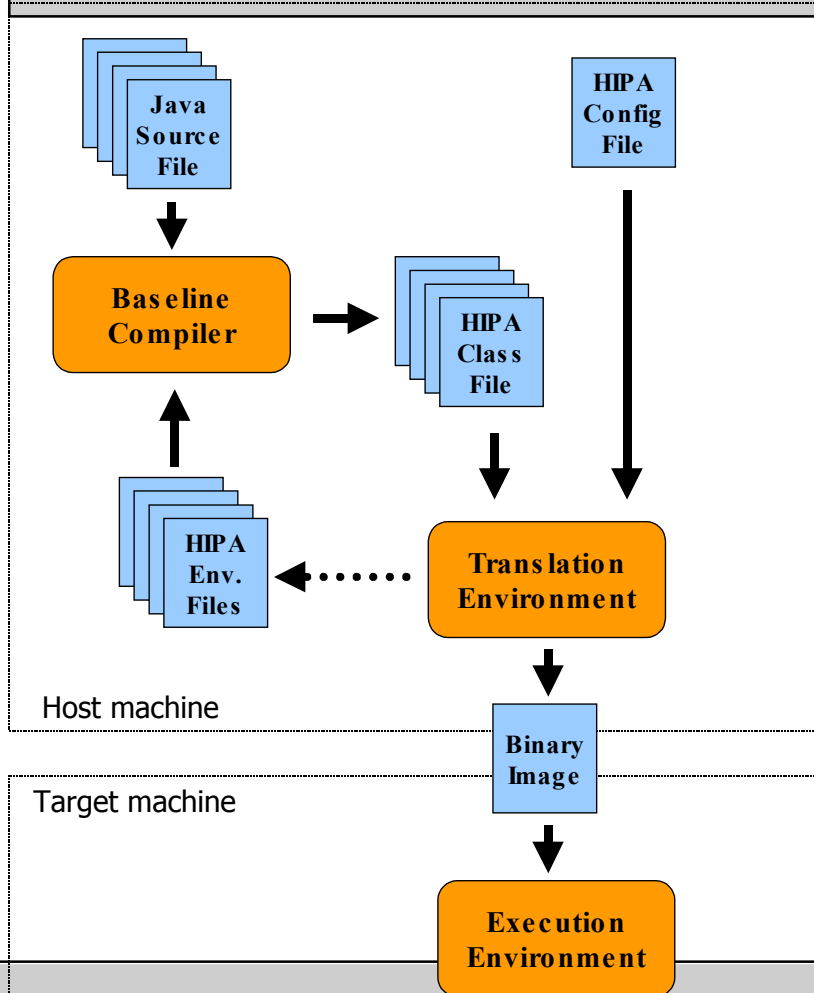 Java
Source
File
HIPA
Config
File
Baseline
Compiler
HIPA
Class
File
HIPA
Env.
Files
Translation
Environment
Host machine
Binary
Image
Target machine
Execution
Environment